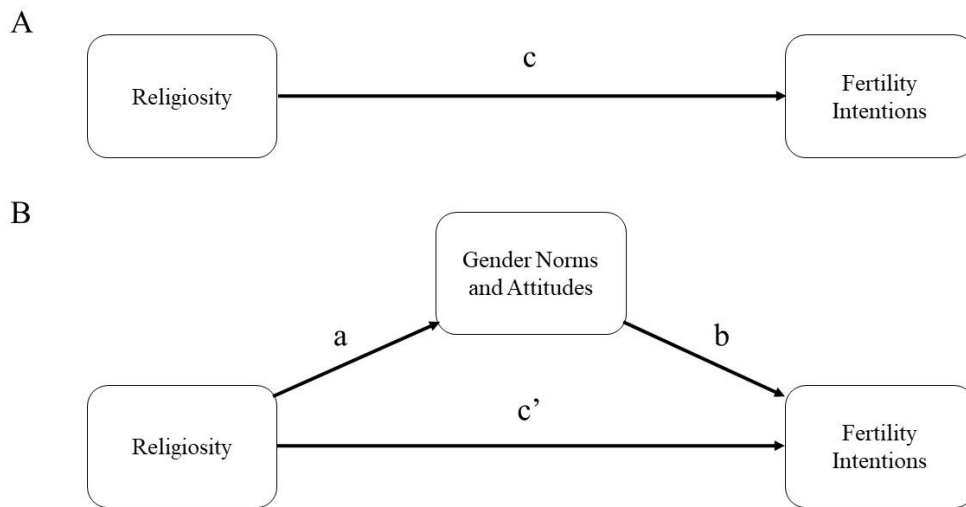 A
c
Religiosity
Fertility
Intentions
B
Gender Norms
and Attitudes
a
b
c’
Religiosity
Fertility
Intentions